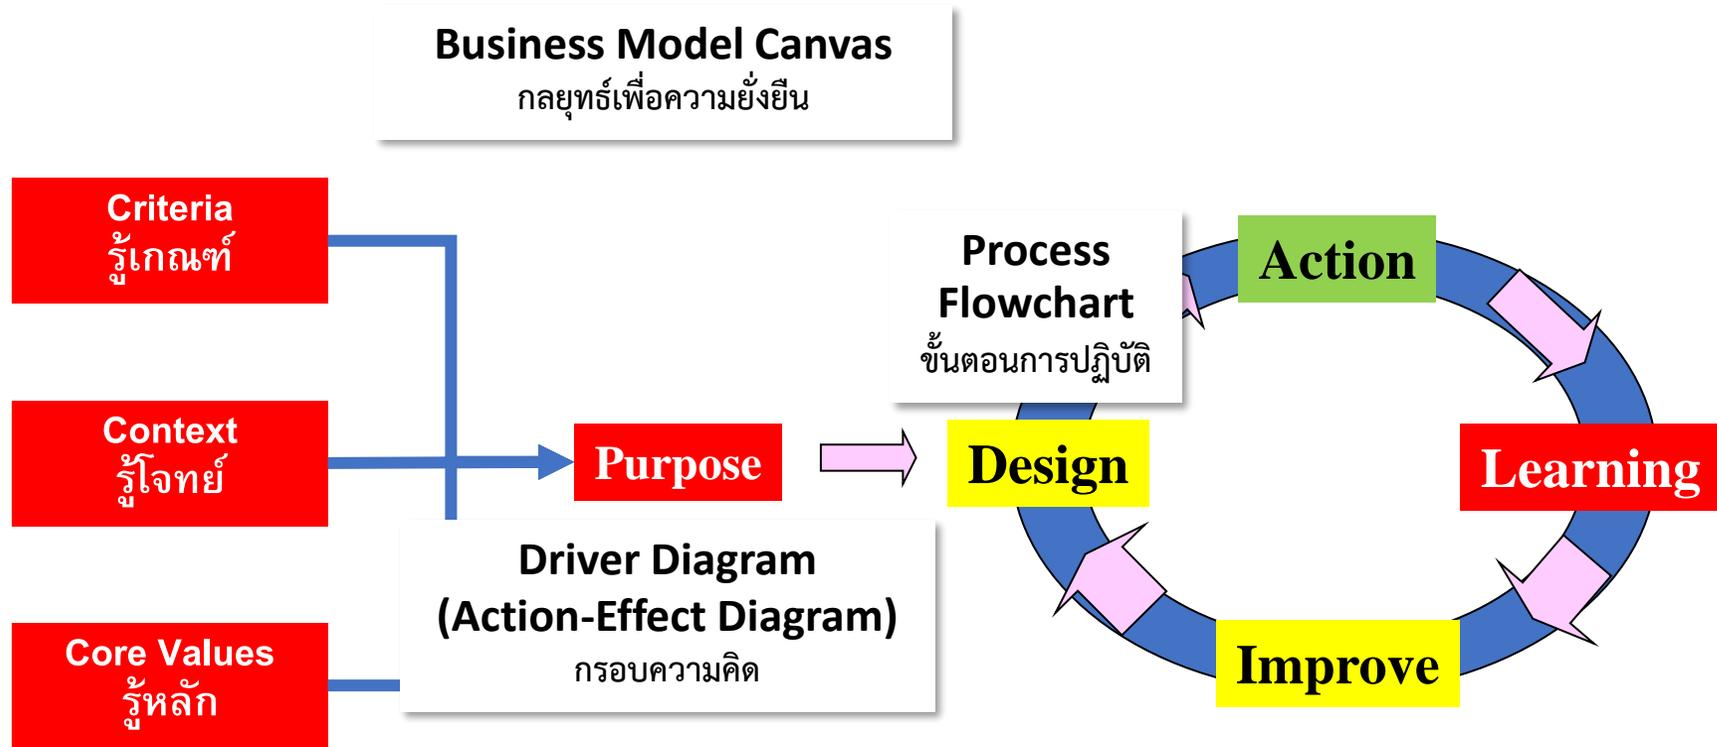 Business Model Canvas
กลยุทธ์เพื่อความยั่งยืน
Criteria
รู้เกณฑ์
Process
Flowchart
ขั้นตอนการปฏิบัติ
Action
Context
รู้โจทย์
Purpose
Design
Learning
Driver Diagram
(Action-Effect Diagram)
กรอบความคิด
Core Values
รู้หลัก
Improve